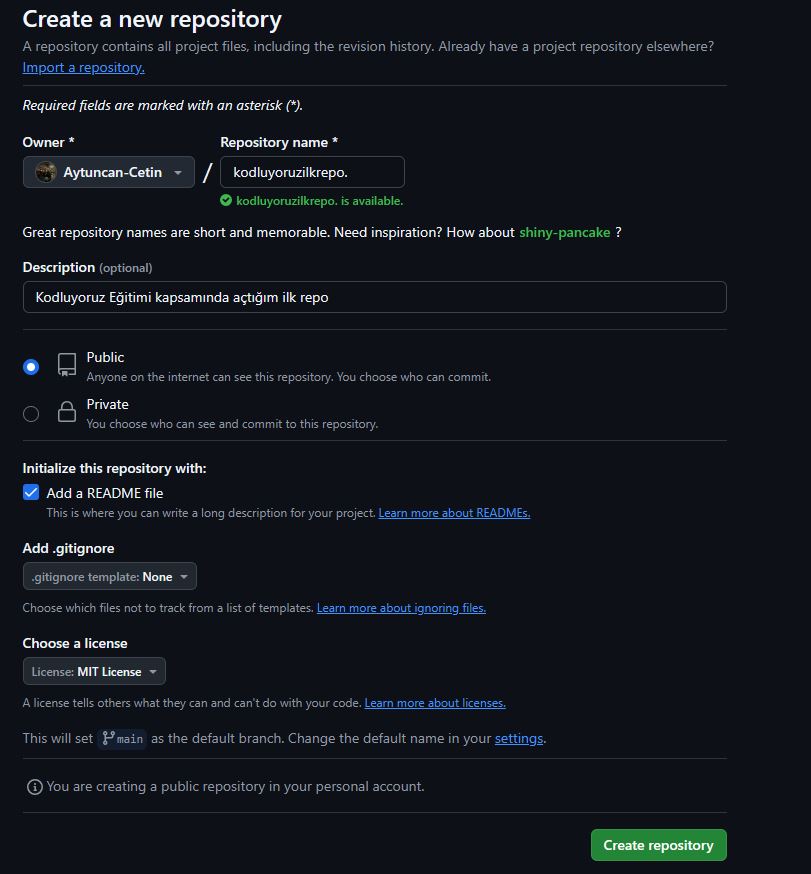 Create a new repository
A repository contains all project files, including the revision history. Already have a project repository elsewhere?
Import a repository.
Required fields are marked with an asterisk (*).
Owner *
Repository name *
Aytuncan-Cetin
/
kodluyoruzilkrepo.
kodluyoruzilkrepo. is available.
Great repository names are short and memorable. Need inspiration? How about shiny-pancake ?
Description (optional)
Kodluyoruz Eğitimi kapsamında açtığım ilk repo
Public
Anyone on the internet can see this repository. You choose who can commit.
Private
You choose who can see and commit to this repository.
Initialize this repository with:
Add a README file
This is where you can write a long description for your project. Learn more about READMEs.
Add .gitignore
.gitignore template: None
Choose which files not to track from a list of templates. Learn more about ignoring files.
Choose a license
License: MIT License
A license tells others what they can and can't do with your code. Learn more about licenses.
This will set main as the default branch. Change the default name in your settings.
You are creating a public repository in your personal account.
Create repository